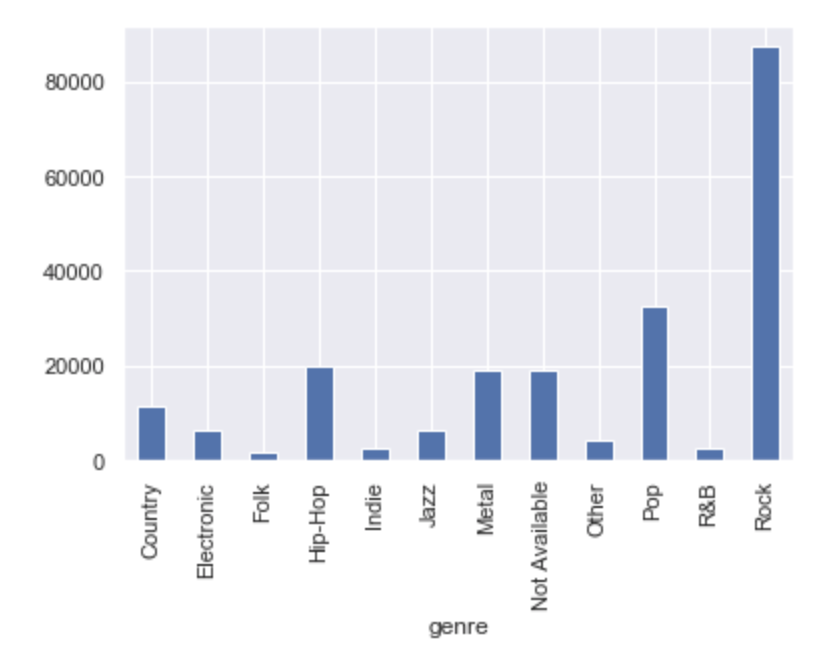 80000
60000
40000
20000
0
Country
Electronic
Folk
Hip-Hop
Indie
Jazz
Metal
Not Available
Other
Pop
R&B
Rock
genre